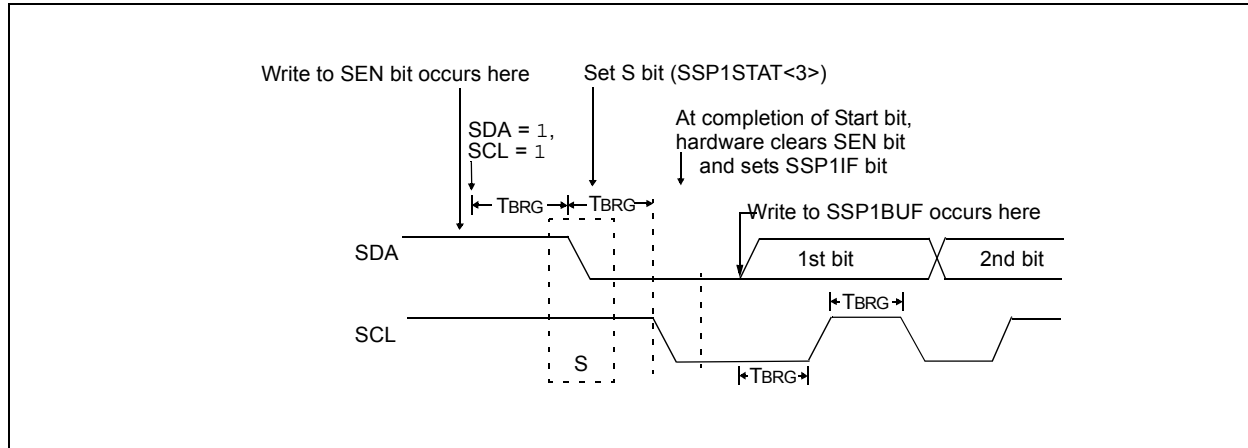 Write to SEN bit occurs here
Set S bit (SSP1STAT<3>)
SDA = 1,
SCL = 1
At completion of Start bit,
hardware clears SEN bit
and sets SSP1IF bit
TBRG
TBRG
Write to SSP1BUF occurs here
SDA
1st bit
2nd bit
TBRG
SCL
S
TBRG